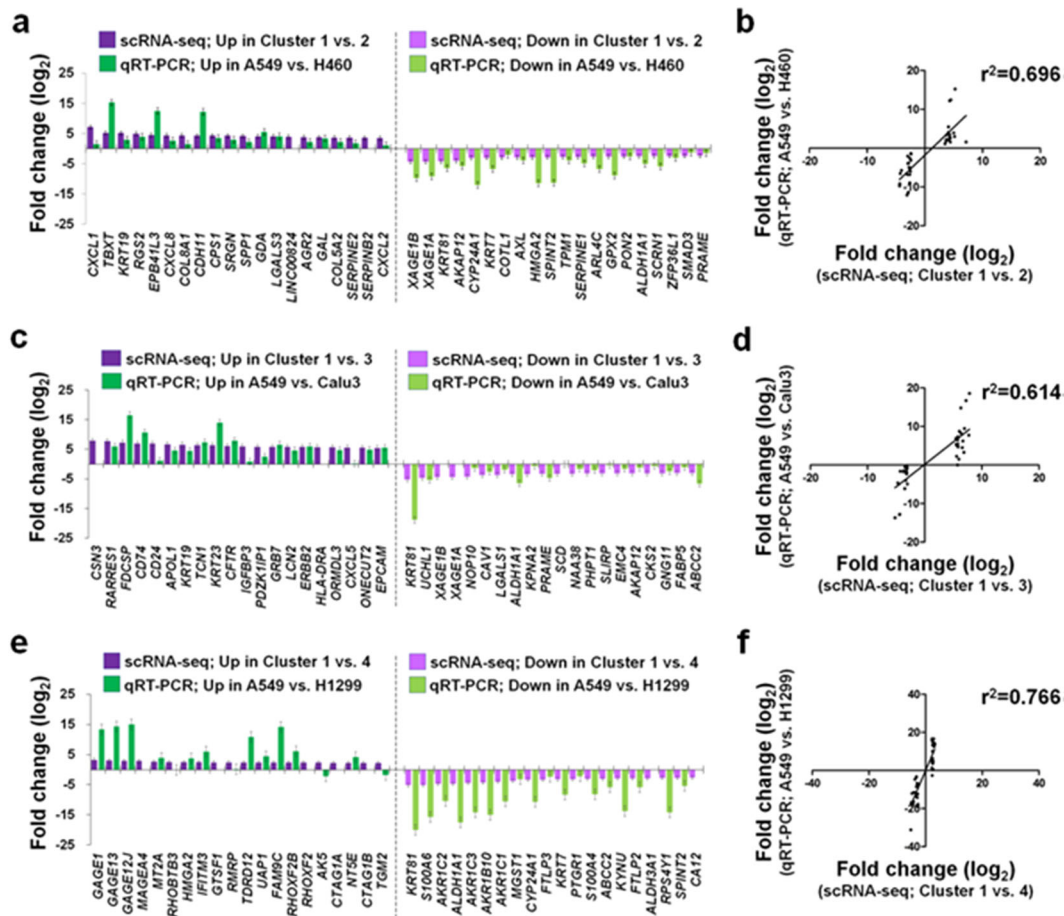 a
scRNA-seq; Up in Cluster 1 vs. 2
qRT-PCR; Up in A549 vs. H460
scRNA-seq; Down in Cluster 1 vs. 2
qRT-PCR; Down in A549 vs. H460
Fold change (log2)
25
15
5
-5
-15
-25
CXCL1
TBXT
KRT19
RGS2
EPB41L3
CXCL8
COL8A1
CDH11
CPS1
SRGN
SPP1
GDA
LGALS3
LINC00824
AGR2
GAL
COL5A2
SERPINE2
SERPINB2
CXCL2
XAGE1B
XAGE1A
KRT81
AKAP12
CYP24A1
KRT7
COTL1
AXL
HMGA2
SPINT2
TPM1
SERPINE1
ARL4C
GPX2
PON2
ALDH1A1
SCRN1
ZFP36L1
SMAD3
PRAME
b
r2=0.696
Fold change (log2)
(qRT-PCR; A549 vs. H460)
20
10
-10
-20
-20
20
Fold change (log2)
(scRNA-seq; Cluster 1 vs. 2)
c
scRNA-seq; Up in Cluster 1 vs. 3
qRT-PCR; Up in A549 vs. Calu3
scRNA-seq; Down in Cluster 1 vs. 3
qRT-PCR; Down in A549 vs. Calu3
Fold change (log2)
25
15
5
-5
-15
-25
CSN3
RARRES1
FDCSP
CD74
CD24
APOL1
KRT19
TCN1
KRT23
CFTR
IGFBP3
PDZK1IP1
GRB7
LCN2
ERBB2
HLA-DRA
ORMDL3
CXCL5
ONECUT2
EPCAM
KRT81
UCHL1
XAGE1B
XAGE1A
NOP10
CAV1
LGALS1
ALDH1A1
KPNA2
PRAME
SCD
NAA38
PHPT1
SLIRP
EMC4
AKAP12
CKS2
GNG11
FABP5
ABCC2
d
r2=0.614
Fold change (log2)
(qRT-PCR; A549 vs. Calu3)
20
10
-10
-20
-20
20
Fold change (log2)
(scRNA-seq; Cluster 1 vs. 3)
e
scRNA-seq; Up in Cluster 1 vs. 4
qRT-PCR; Up in A549 vs. H1299
scRNA-seq; Down in Cluster 1 vs. 4
qRT-PCR; Down in A549 vs. H1299
Fold change (log2)
25
15
5
-5
-15
-25
GAGE1
GAGE13
GAGE12J
MAGEA4
MT2A
RHOBTB3
HMGA2
IFITM3
GTSF1
RMRP
TDRD12
UAP1
FAM9C
RHOXF2B
RHOXF2
AK5
CTAG1A
NT5E
CTAG1B
TGM2
KRT81
S100A6
AKR1C2
ALDH1A1
AKR1C3
AKR1B10
AKR1C1
MGST1
CYP24A1
FTLP3
KRT7
PTGR1
S100A4
ABCC2
KYNU
FTLP2
ALDH3A1
RPS4Y1
SPINT2
CA12
f
r2=0.766
Fold change (log2)
(qRT-PCR; A549 vs. H1299)
40
20
-20
-40
-40
-20
20
40
Fold change (log2)
(scRNA-seq; Cluster 1 vs. 4)